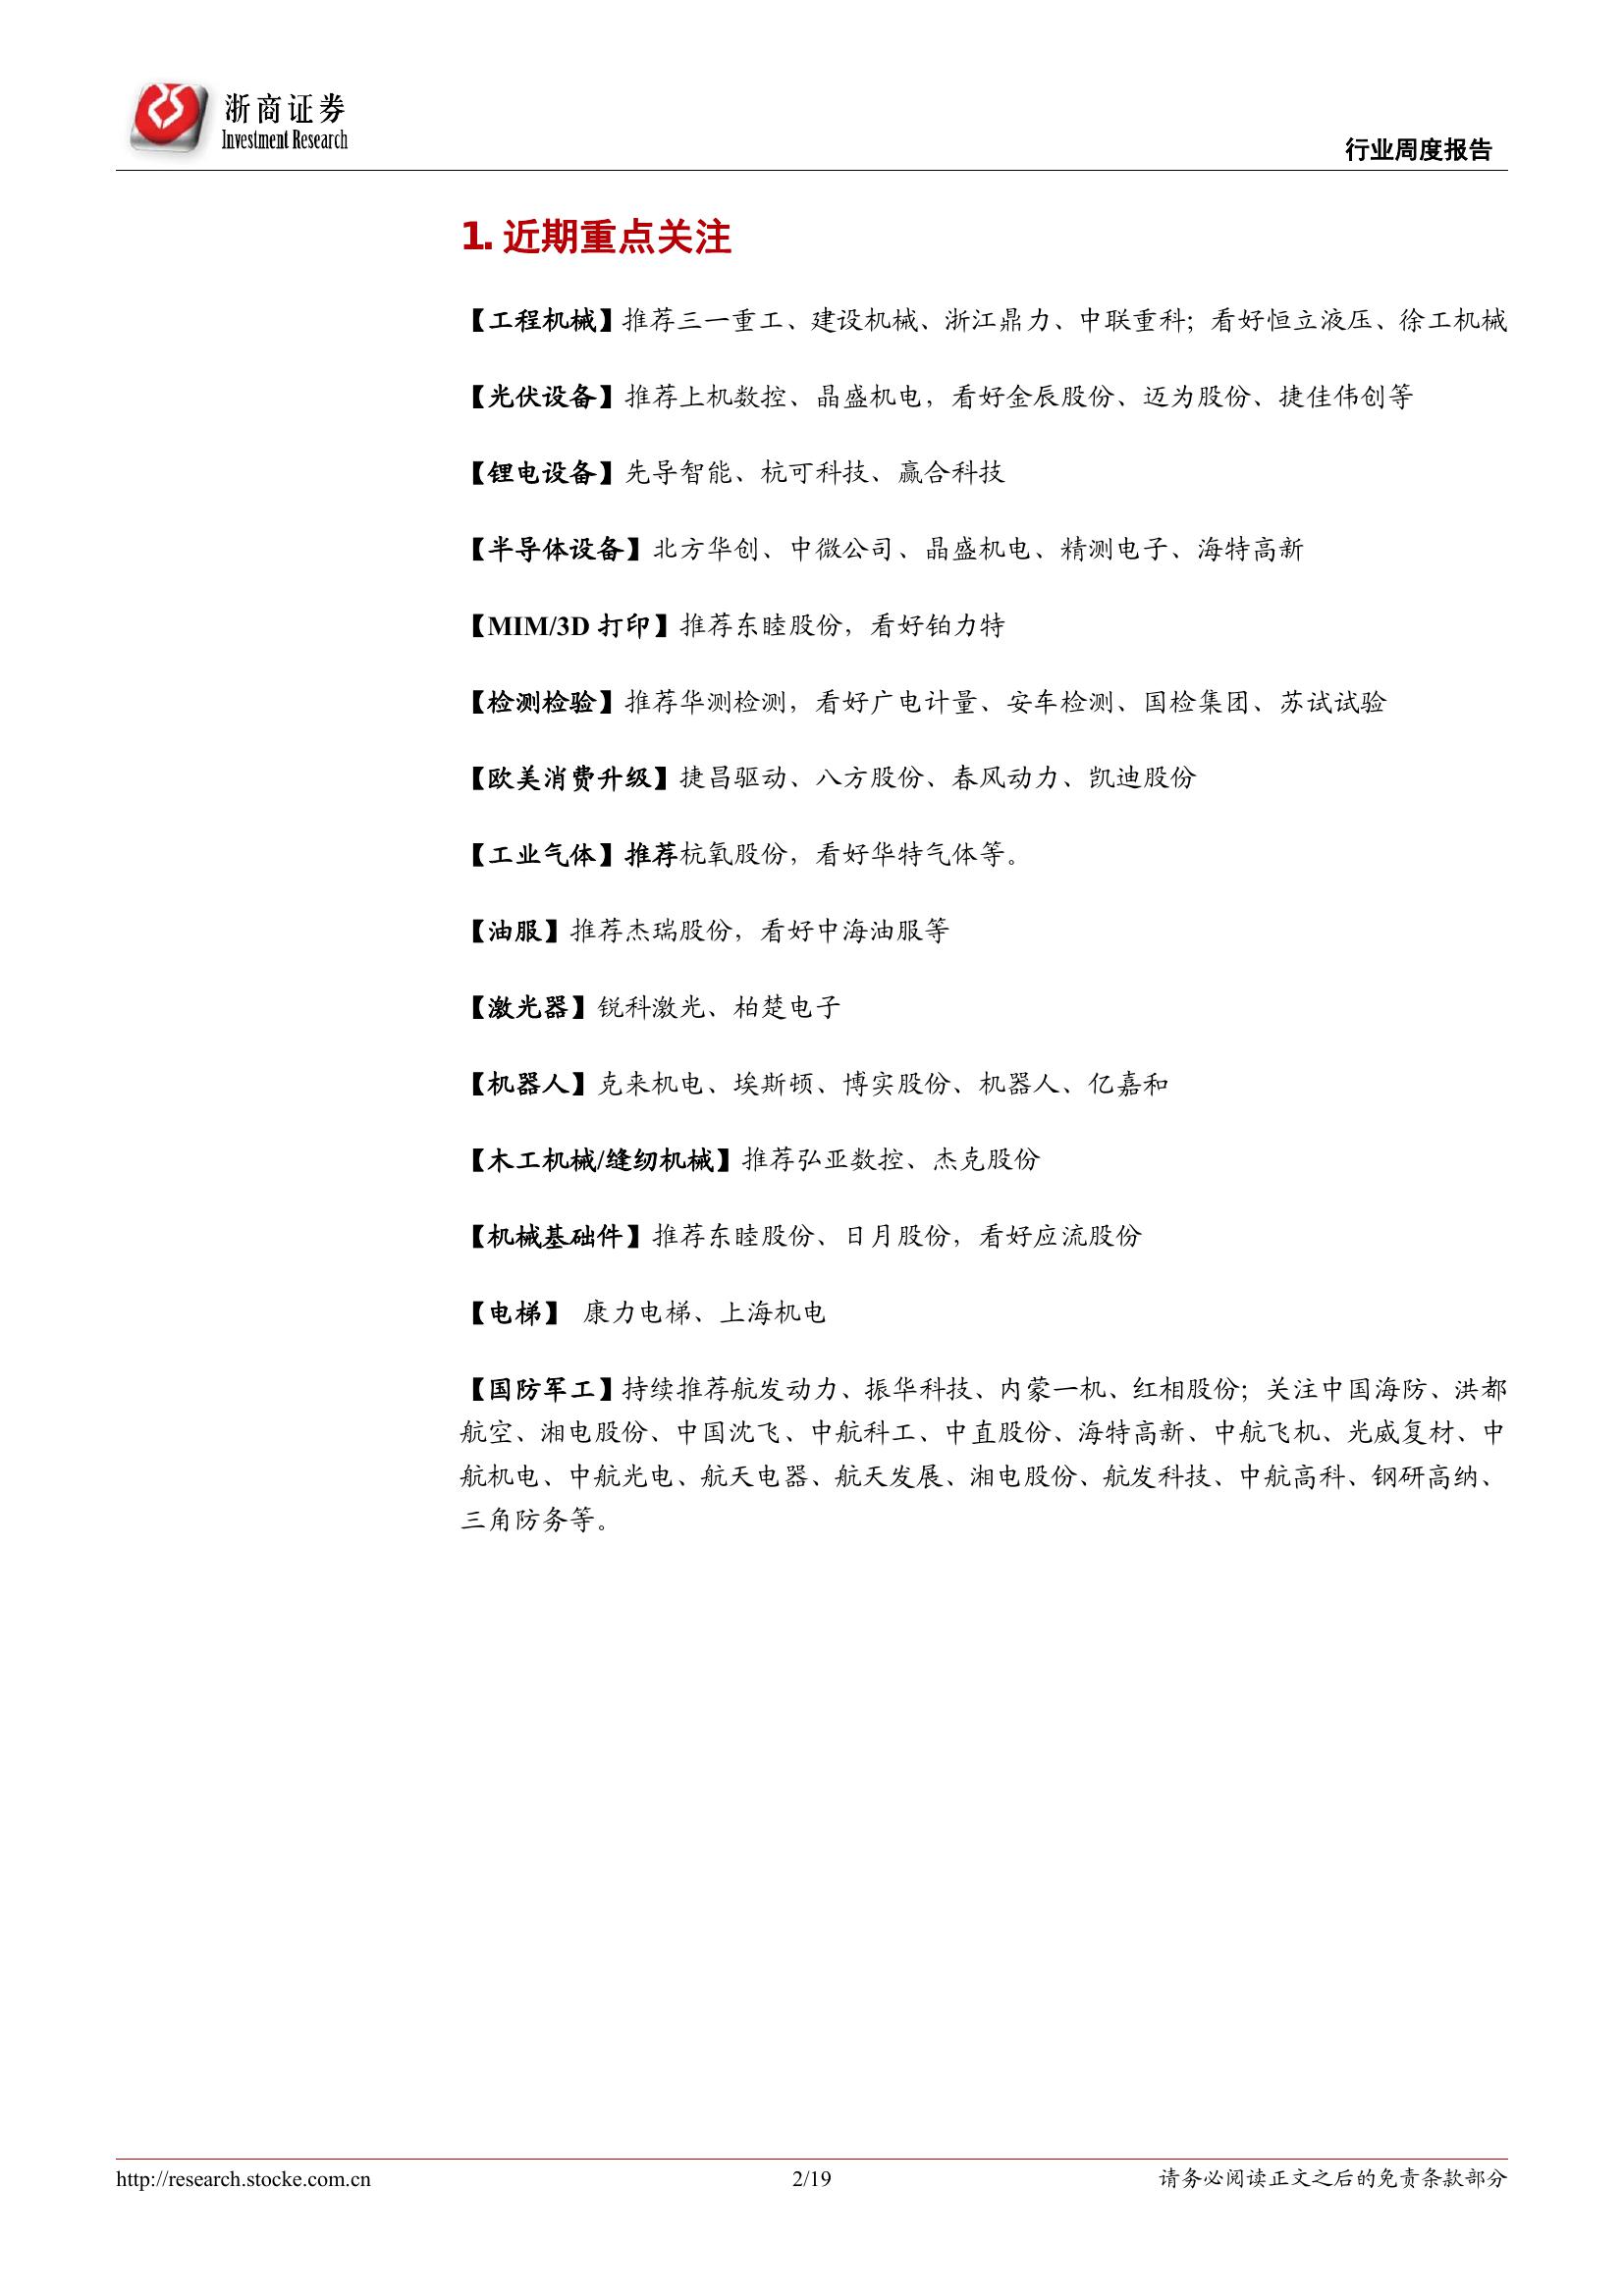 浙商证券
Investment Research
行业周度报告
1. 近期重点关注
【工程机械】推荐三一重工、建设机械、浙江鼎力、中联重科；看好恒立液压、徐工机械
【光伏设备】推荐上机数控、晶盛机电，看好金辰股份、迈为股份、捷佳伟创等
【锂电设备】先导智能、杭可科技、赢合科技
【半导体设备】北方华创、中微公司、晶盛机电、精测电子、海特高新
【MIM/3D 打印】推荐东睦股份，看好铂力特
【检测检验】推荐华测检测，看好广电计量、安车检测、国检集团、苏试试验
【欧美消费升级】捷昌驱动、八方股份、春风动力、凯迪股份
【工业气体】推荐杭氧股份，看好华特气体等。
【油服】推荐杰瑞股份，看好中海油服等
【激光器】锐科激光、柏楚电子
【机器人】克来机电、埃斯顿、博实股份、机器人、亿嘉和
【木工机械/缝纫机械】推荐弘亚数控、杰克股份
【机械基础件】推荐东睦股份、日月股份，看好应流股份
【电梯】 康力电梯、上海机电
【国防军工】持续推荐航发动力、振华科技、内蒙一机、红相股份；关注中国海防、洪都
航空、湘电股份、中国沈飞、中航科工、中直股份、海特高新、中航飞机、光威复材、中
航机电、中航光电、航天电器、航天发展、湘电股份、航发科技、中航高科、钢研高纳、
三角防务等。
http://research.stocke.com.cn
2/19
请务必阅读正文之后的免责条款部分